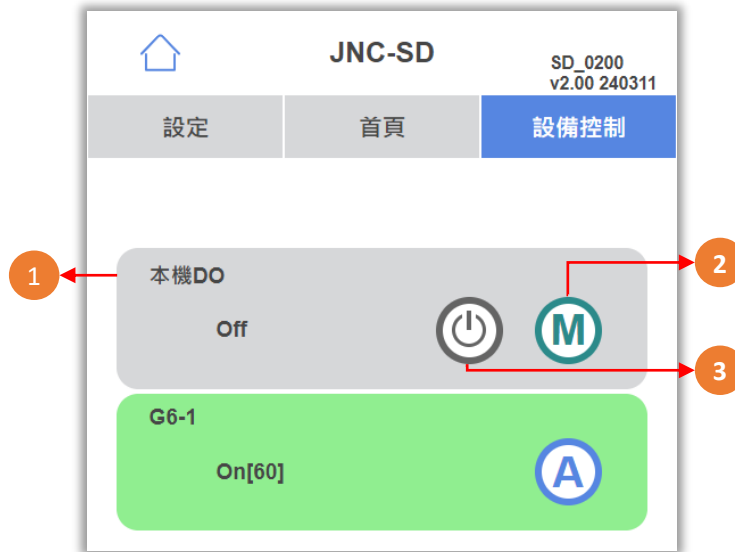 JNC-SD
SD_0200
v2.00 240311
設定
首頁
設備控制
本機DO
Off
M
G6-1
On[60]
A
1
2
3